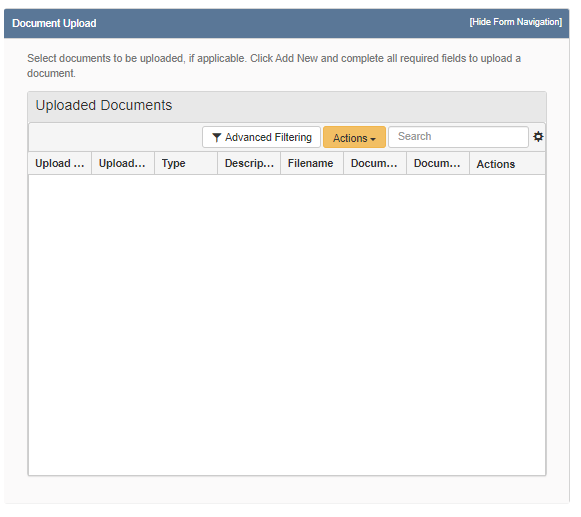 Document Upload [Hide Form Navigation]
Select documents to be uploaded, if applicable. Click Add New and complete all required fields to upload a
document.
Uploaded Documents
Advanced Filtering Actions Search
Upload ... Upload... Type Descrip... Filename Docum... Docum... Actions